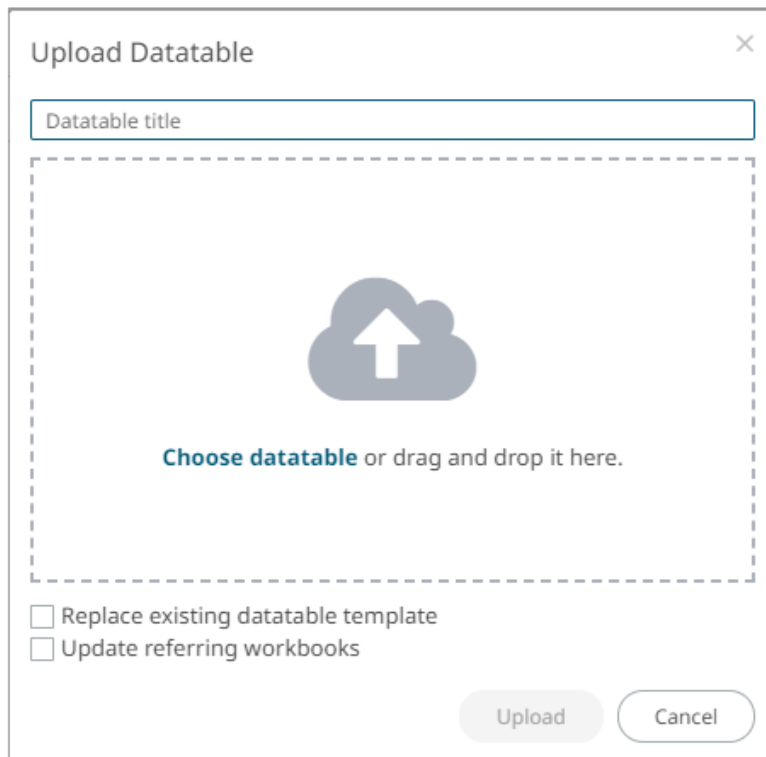 Upload Datatable
Datatable title
Choose datatable or drag and drop it here.
Replace existing datatable template
Update referring workbooks
Upload
Cancel